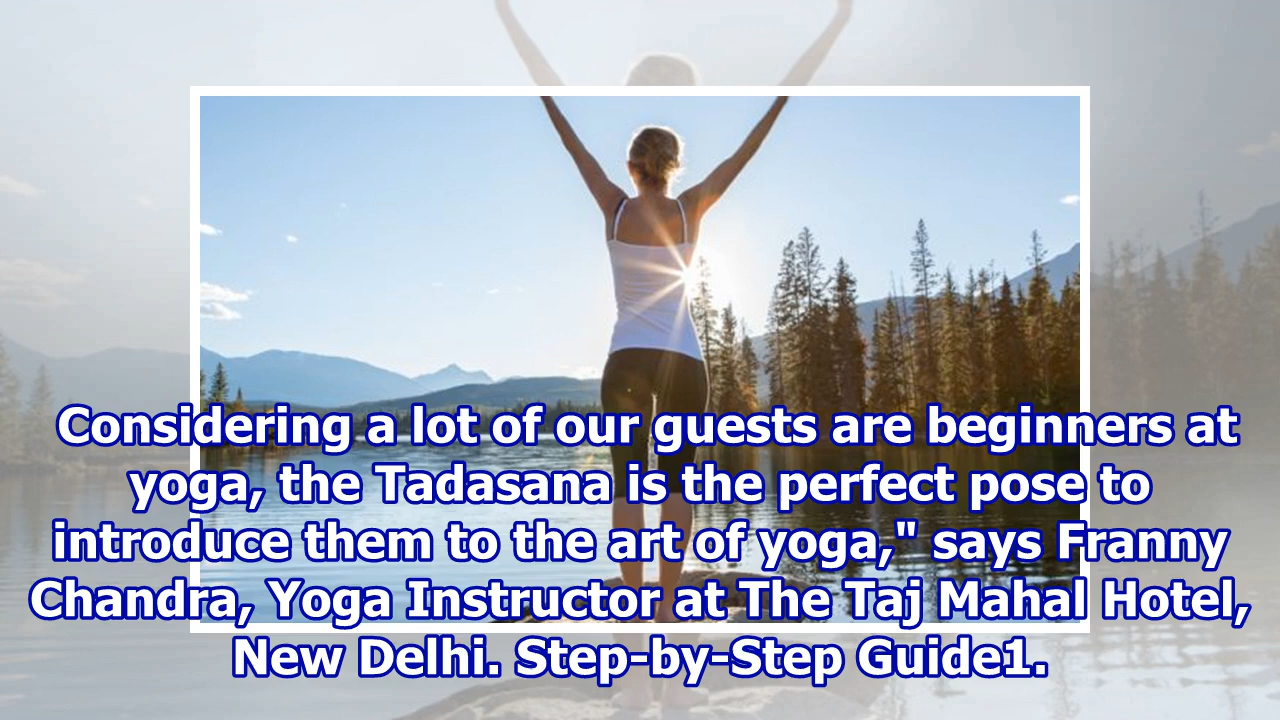 Considering a lot of our guests are beginners at
yoga, the Tadasana is the perfect pose to
introduce them to the art of yoga," says Franny
Chandra, Yoga Instructor at The Taj Mahal Hotel,
New Delhi. Step-by-Step Guide1.